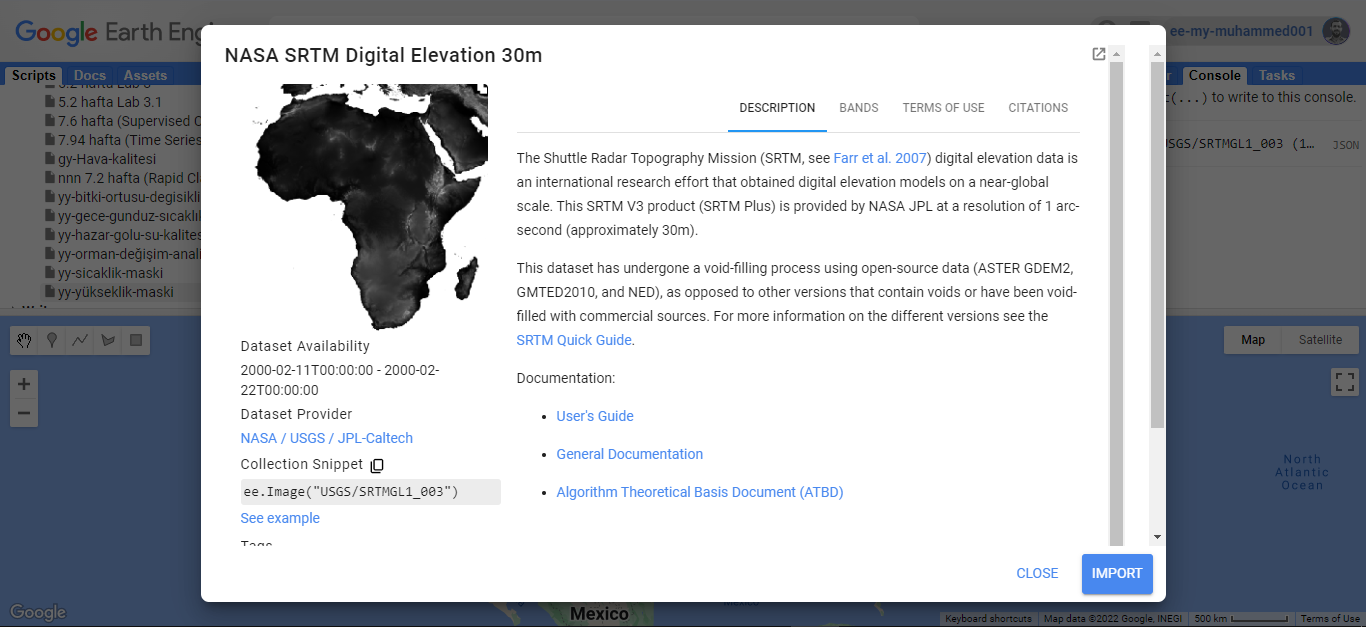 Google Earth Eng
ee-my-muhammed001
Scripts
Docs
Assets
Console
Tasks
5.2 hafta Lab 3
5.2 hafta Lab 3.1
7.6 hafta (Supervised C
7.94 hafta (Time Series
gy-Hava-kalitesi
nnn 7.2 hafta (Rapid Cl
yy-bitki-ortusu-degisikli
yy-gece-gunduz-sıcaklı
yy-hazar-golu-su-kalites
yy-orman-değişim-anali
yy-sicaklik-maski
yy-yükseklik-maski
t(...) to write to this console.
USGS/SRTMGL1_003 (1...
JSON
NASA SRTM Digital Elevation 30m
DESCRIPTION
BANDS
TERMS OF USE
CITATIONS
Dataset Availability
2000-02-11T00:00:00 - 2000-02-
22T00:00:00
Dataset Provider
NASA / USGS / JPL-Caltech
Collection Snippet
ee.Image("USGS/SRTMGL1_003")
See example
Tags
The Shuttle Radar Topography Mission (SRTM, see Farr et al. 2007) digital elevation data is
an international research effort that obtained digital elevation models on a near-global
scale. This SRTM V3 product (SRTM Plus) is provided by NASA JPL at a resolution of 1 arc-
second (approximately 30m).
This dataset has undergone a void-filling process using open-source data (ASTER GDEM2,
GMTED2010, and NED), as opposed to other versions that contain voids or have been void-
filled with commercial sources. For more information on the different versions see the
SRTM Quick Guide.
Documentation:
• User's Guide
• General Documentation
• Algorithm Theoretical Basis Document (ATBD)
CLOSE
IMPORT
Map
Satellite
North
Atlantic
Ocean
Google
Mexico
Keyboard shortcuts
Map data ©2022 Google, INEGI
500 km
Terms of Use